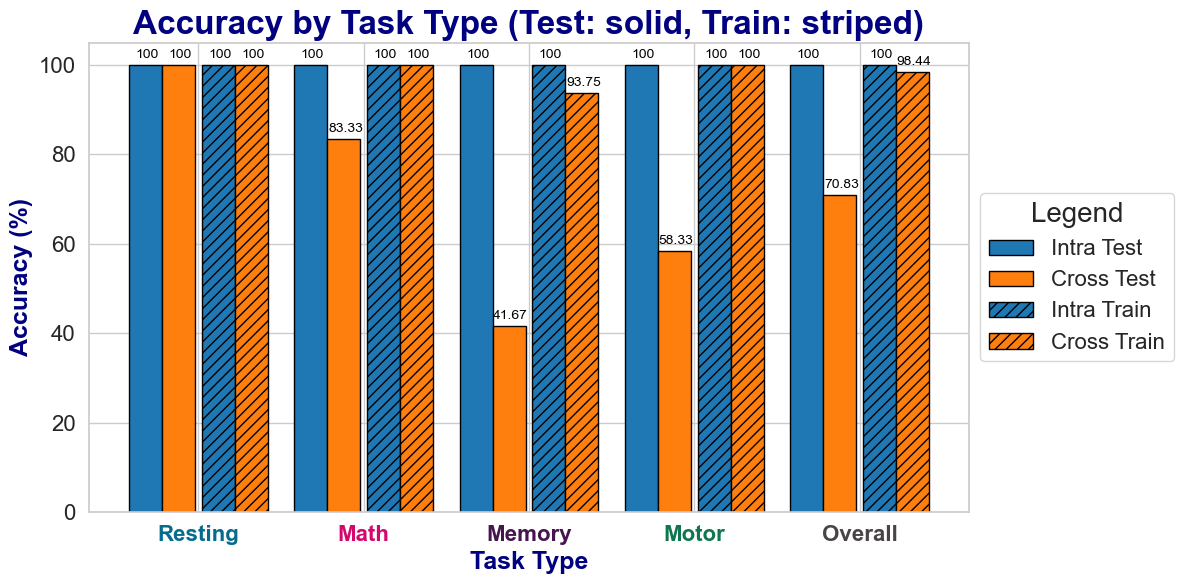 Accuracy by Task Type (Test: solid, Train: striped)
Accuracy (%)
100
80
60
40
20
0
100 100 100 100
100 83.33 100 100
100 41.67 100 93.75
100 58.33 100 100
100 70.83 100 98.44
Resting Math Memory Motor Overall
Task Type
Legend
Intra Test
Cross Test
Intra Train
Cross Train